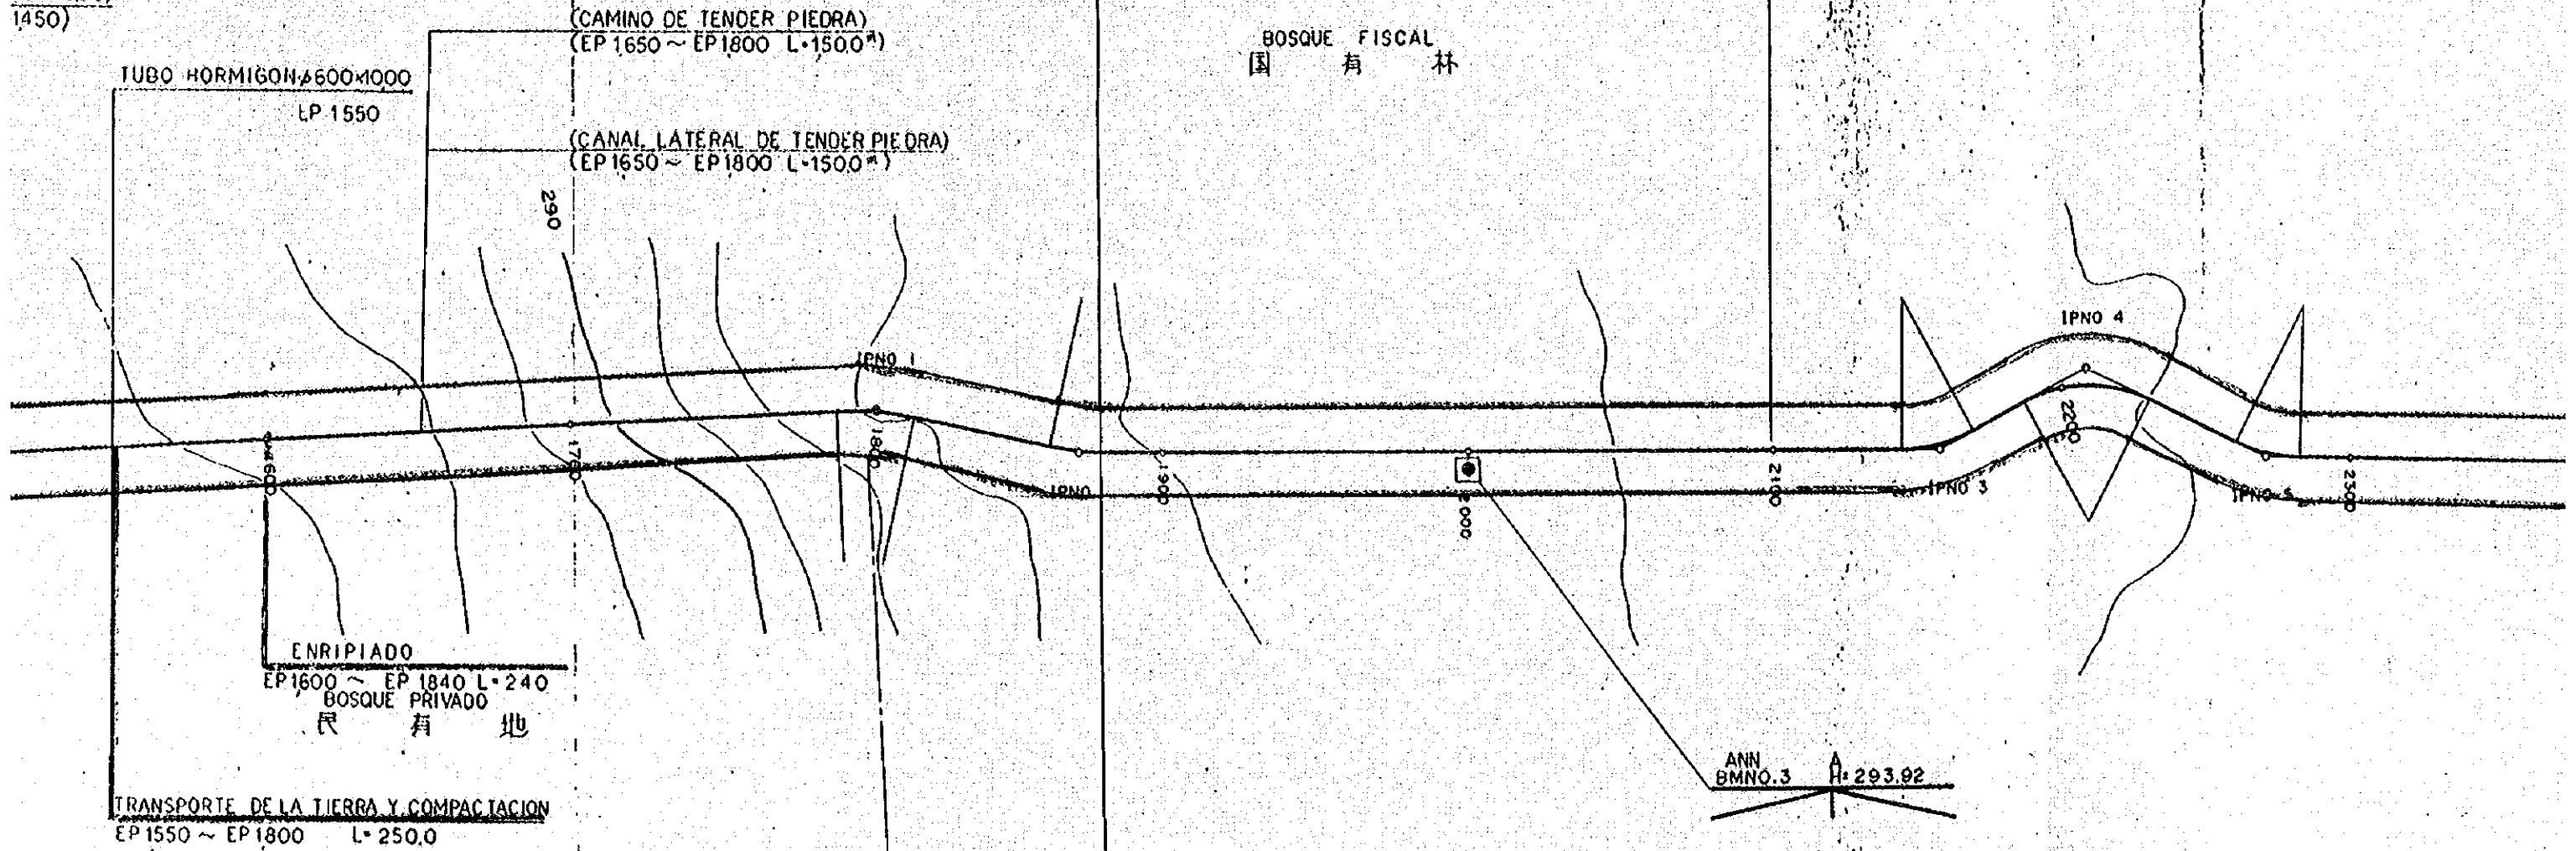 1450)
(CAMINO DE TENDER PIEDRA)
(EP 1650 ~ EP 1800 L=150.0ᵐ)
BOSQUE FISCAL
国 有 林
TUBO HORMIGON ø600×1000
EP 1550
(CANAL LATERAL DE TENDER PIEDRA)
(EP 1650 ~ EP 1800 L=150.0ᵐ)
290
IPNO 4
IPNO 1
1600
1700
1800
IPNO
1900
2000
2100
IPNO 3
2200
IPNO 5
2300
ENRIPIADO
EP 1600 ~ EP 1840 L=240
BOSQUE PRIVADO
民 有 地
ANN A
BMNO.3 H=293.92
TRANSPORTE DE LA TIERRA Y COMPACTACION
EP 1550 ~ EP 1800 L=250.0